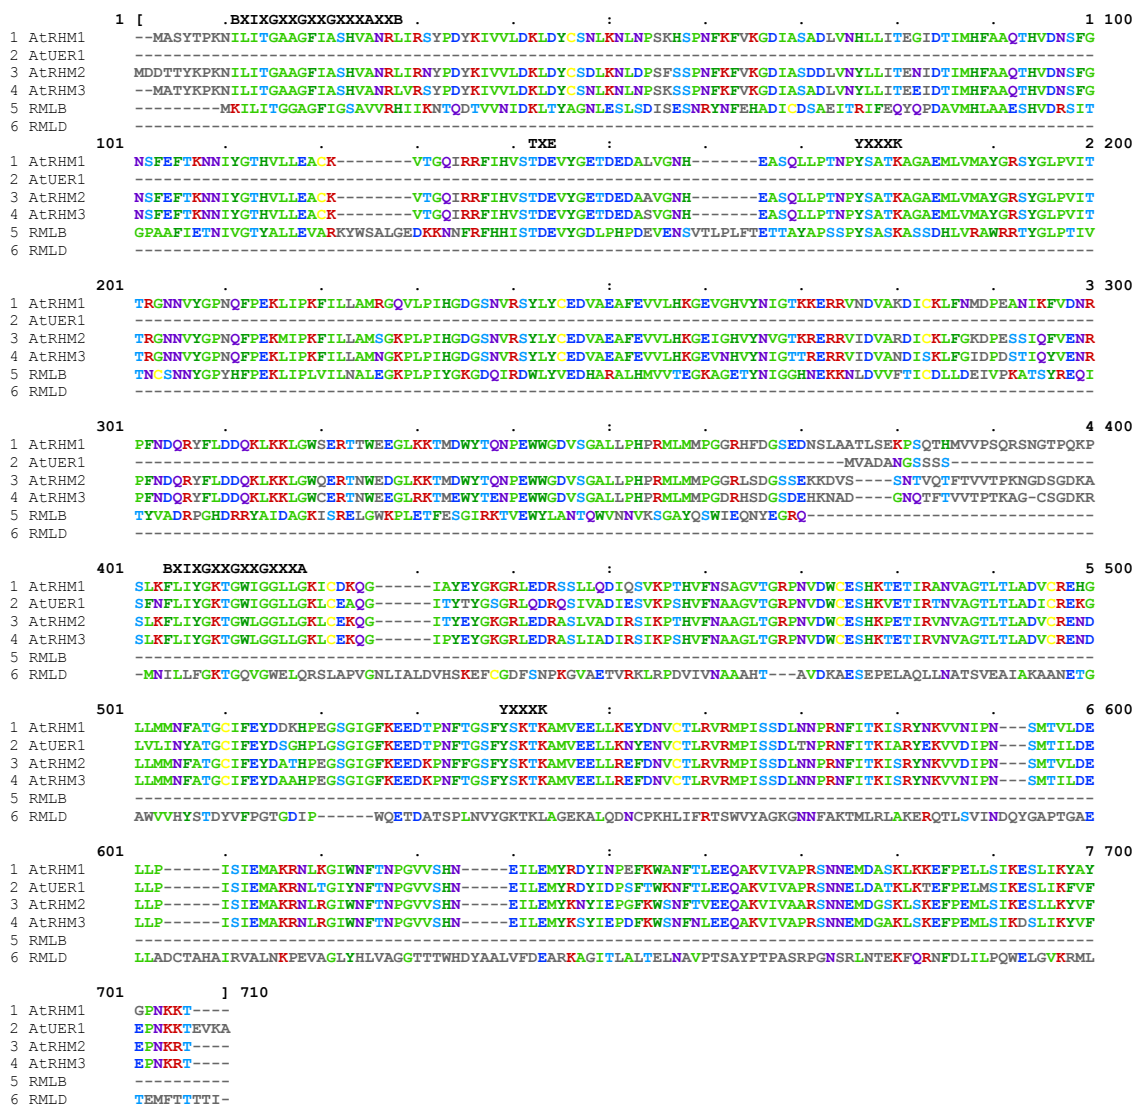 1 [ .BXIXGXXGXXGXXXAXXB . : . . . . 1 100
1 AtRHM1 --MASYTPKNILITGAAGFIASHVANRLIRSYPDYKIVVLDKLDYCSNLKNLNPSKHSPNFKFVKGDIASADLVNHLLITEGIDTIMHFAAQTHVDNSFG
2 AtUER1 ----------------------------------------------------------------------------------------------------
3 AtRHM2 MDDTTYKPKNILITGAAGFIASHVANRLIRNYPDYKIVVLDKLDYCSDLKNLDPSFSSPNFKFVKGDIASDDLVNYLLITENIDTIMHFAAQTHVDNSFG
4 AtRHM3 --MATYKPKNILITGAAGFIASHVANRLVRSYPDYKIVVLDKLDYCSNLKNLNPSKSSPNFKFVKGDIASADLVNYLLITEEIDTIMHFAAQTHVDNSFG
5 RMLB ---------MKILITGGAGFIGSAVVRHIIKNTQDTVVNIDKLTYAGNLESLSDISESNRYNFEHADICDSAEITRIFEQYQPDAVMHLAAESHVDRSIT
6 RMLD ----------------------------------------------------------------------------------------------------
101 . . . . TXE : . YXXXK . . 2 200
1 AtRHM1 NSFEFTKNNIYGTHVLLEACK--------VTGQIRRFIHVSTDEVYGETDEDALVGNH-------EASQLLPTNPYSATKAGAEMLVMAYGRSYGLPVIT
2 AtUER1 ----------------------------------------------------------------------------------------------------
3 AtRHM2 NSFEFTKNNIYGTHVLLEACK--------VTGQIRRFIHVSTDEVYGETDEDAAVGNH-------EASQLLPTNPYSATKAGAEMLVMAYGRSYGLPVIT
4 AtRHM3 NSFEFTKNNIYGTHVLLEACK--------VTGQIRRFIHVSTDEVYGETDEDASVGNH-------EASQLLPTNPYSATKAGAEMLVMAYGRSYGLPVIT
5 RMLB GPAAFIETNIVGTYALLEVARKYWSALGEDKKNNFRFHHISTDEVYGDLPHPDEVENSVTLPLFTETTAYAPSSPYSASKASSDHLVRAWRRTYGLPTIV
6 RMLD ----------------------------------------------------------------------------------------------------
201 . . . . : . . . . 3 300
1 AtRHM1 TRGNNVYGPNQFPEKLIPKFILLAMRGQVLPIHGDGSNVRSYLYCEDVAEAFEVVLHKGEVGHVYNIGTKKERRVNDVAKDICKLFNMDPEANIKFVDNR
2 AtUER1 ----------------------------------------------------------------------------------------------------
3 AtRHM2 TRGNNVYGPNQFPEKMIPKFILLAMSGKPLPIHGDGSNVRSYLYCEDVAEAFEVVLHKGEIGHVYNVGTKRERRVIDVARDICKLFGKDPESSIQFVENR
4 AtRHM3 TRGNNVYGPNQFPEKLIPKFILLAMNGKPLPIHGDGSNVRSYLYCEDVAEAFEVVLHKGEVNHVYNIGTTRERRVIDVANDISKLFGIDPDSTIQYVENR
5 RMLB TNCSNNYGPYHFPEKLIPLVILNALEGKPLPIYGKGDQIRDWLYVEDHARALHMVVTEGKAGETYNIGGHNEKKNLDVVFTICDLLDEIVPKATSYREQI
6 RMLD ----------------------------------------------------------------------------------------------------
301 . . . . : . . . . 4 400
1 AtRHM1 PFNDQRYFLDDQKLKKLGWSERTTWEEGLKKTMDWYTQNPEWWGDVSGALLPHPRMLMMPGGRHFDGSEDNSLAATLSEKPSQTHMVVPSQRSNGTPQKP
2 AtUER1 --------------------------------------------------------------------------MVADANGSSSS---------------
3 AtRHM2 PFNDQRYFLDDQKLKKLGWQERTNWEDGLKKTMDWYTQNPEWWGDVSGALLPHPRMLMMPGGRLSDGSSEKKDVS----SNTVQTFTVVTPKNGDSGDKA
4 AtRHM3 PFNDQRYFLDDQKLKKLGWCERTNWEEGLRKTMEWYTENPEWWGDVSGALLPHPRMLMMPGDRHSDGSDEHKNAD----GNQTFTVVTPTKAG-CSGDKR
5 RMLB TYVADRPGHDRRYAIDAGKISRELGWKPLETFESGIRKTVEWYLANTQWVNNVKSGAYQSWIEQNYEGRQ------------------------------
6 RMLD ----------------------------------------------------------------------------------------------------
401 BXIXGXXGXXGXXXA . . : . . . . 5 500
1 AtRHM1 SLKFLIYGKTGWIGGLLGKICDKQG------IAYEYGKGRLEDRSSLLQDIQSVKPTHVFNSAGVTGRPNVDWCESHKTETIRANVAGTLTLADVCREHG
2 AtUER1 SFNFLIYGKTGWIGGLLGKLCEAQG------ITYTYGSGRLQDRQSIVADIESVKPSHVFNAAGVTGRPNVDWCESHKVETIRTNVAGTLTLADICREKG
3 AtRHM2 SLKFLIYGKTGWLGGLLGKLCEKQG------ITYEYGKGRLEDRASLVADIRSIKPTHVFNAAGLTGRPNVDWCESHKPETIRVNVAGTLTLADVCREND
4 AtRHM3 SLKFLIYGKTGWLGGLLGKLCEKQG------IPYEYGKGRLEDRASLIADIRSIKPSHVFNAAGLTGRPNVDWCESHKTETIRVNVAGTLTLADVCREND
5 RMLB ----------------------------------------------------------------------------------------------------
6 RMLD -MNILLFGKTGQVGWELQRSLAPVGNLIALDVHSKEFCGDFSNPKGVAETVRKLRPDVIVNAAAHT---AVDKAESEPELAQLLNATSVEAIAKAANETG
501 . . . YXXXK . : . . . . 6 600
1 AtRHM1 LLMMNFATGCIFEYDDKHPEGSGIGFKEEDTPNFTGSFYSKTKAMVEELLKEYDNVCTLRVRMPISSDLNNPRNFITKISRYNKVVNIPN---SMTVLDE
2 AtUER1 LVLINYATGCIFEYDSGHPLGSGIGFKEEDTPNFTGSFYSKTKAMVEELLKNYENVCTLRVRMPISSDLTNPRNFITKIARYEKVVDIPN---SMTILDE
3 AtRHM2 LLMMNFATGCIFEYDATHPEGSGIGFKEEDKPNFFGSFYSKTKAMVEELLREFDNVCTLRVRMPISSDLNNPRNFITKISRYNKVVDIPN---SMTVLDE
4 AtRHM3 LLMMNFATGCIFEYDAAHPEGSGIGFKEEDKPNFTGSFYSKTKAMVEELLREFDNVCTLRVRMPISSDLNNPRNFITKISRYNKVVNIPN---SMTILDE
5 RMLB ----------------------------------------------------------------------------------------------------
6 RMLD AWVVHYSTDYVFPGTGDIP-----WQETDATSPLNVYGKTKLAGEKALQDNCPKHLIFRTSWVYAGKGNNFAKTMLRLAKERQTLSVINDQYGAPTGAE
601 . . . . : . . . . 7 700
1 AtRHM1 LLP------ISIEMAKRNLKGIWNFTNPGVVSHN-----EILEMYRDYINPEFKWANFTLEEQAKVIVAPRSNNEMDASKLKKEFPELLSIKESLIKYAY
2 AtUER1 LLP------ISIEMAKRNLTGIYNFTNPGVVSHN-----EILEMYRDYIDPSFTWKNFTLEEQAKVIVAPRSNNELDATKLKTEFPELMSIKESLIKFVF
3 AtRHM2 LLP------ISIEMAKRNLRGIWNFTNPGVVSHN-----EILEMYKNYIEPGFKWSNFTVEEQAKVIVAARSNNEMDGSKLSKEFPEMLSIKESLLKYVF
4 AtRHM3 LLP------ISIEMAKRNLRGIWNFTNPGVVSHN-----EILEMYKSYIEPDFKWSNFNLEEQAKVIVAPRSNNEMDGAKLSKEFPEMLSIKDSLIKYVF
5 RMLB ----------------------------------------------------------------------------------------------------
6 RMLD LLADCTAHAIRVALNKPEVAGLYHLVAGGTTTWHDYAALVFDEARKAGITLALTELNAVPTSAYPTPASRPGNSRLNTEKFQRNFDLILPQWELGVKRML
701 ] 710
1 AtRHM1 GPNKKT----
2 AtUER1 EPNKKTEVKA
3 AtRHM2 EPNKRT----
4 AtRHM3 EPNKRT----
5 RMLB ----------
6 RMLD TEMFTTTTI-